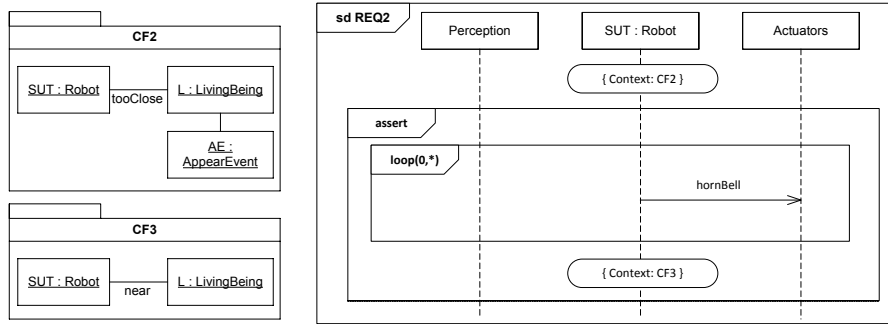 CF2
SUT : Robot
tooClose
L : LivingBeing
AE :
AppearEvent
CF3
SUT : Robot
near
L : LivingBeing
sd REQ2
Perception
SUT : Robot
Actuators
{ Context: CF2 }
assert
loop(0,*)
hornBell
{ Context: CF3 }